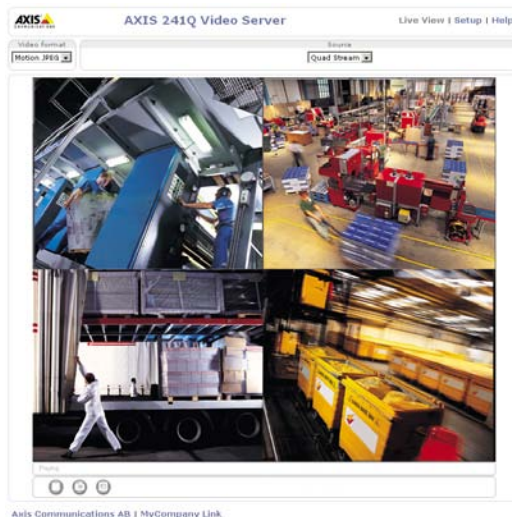 AXIS
COMMUNICATIONS
AXIS 241Q Video Server
Live View | Setup | Help
Video format
Source
Motion JPEG
Quad Stream
Playing
Axis Communications AB | MyCompany Link